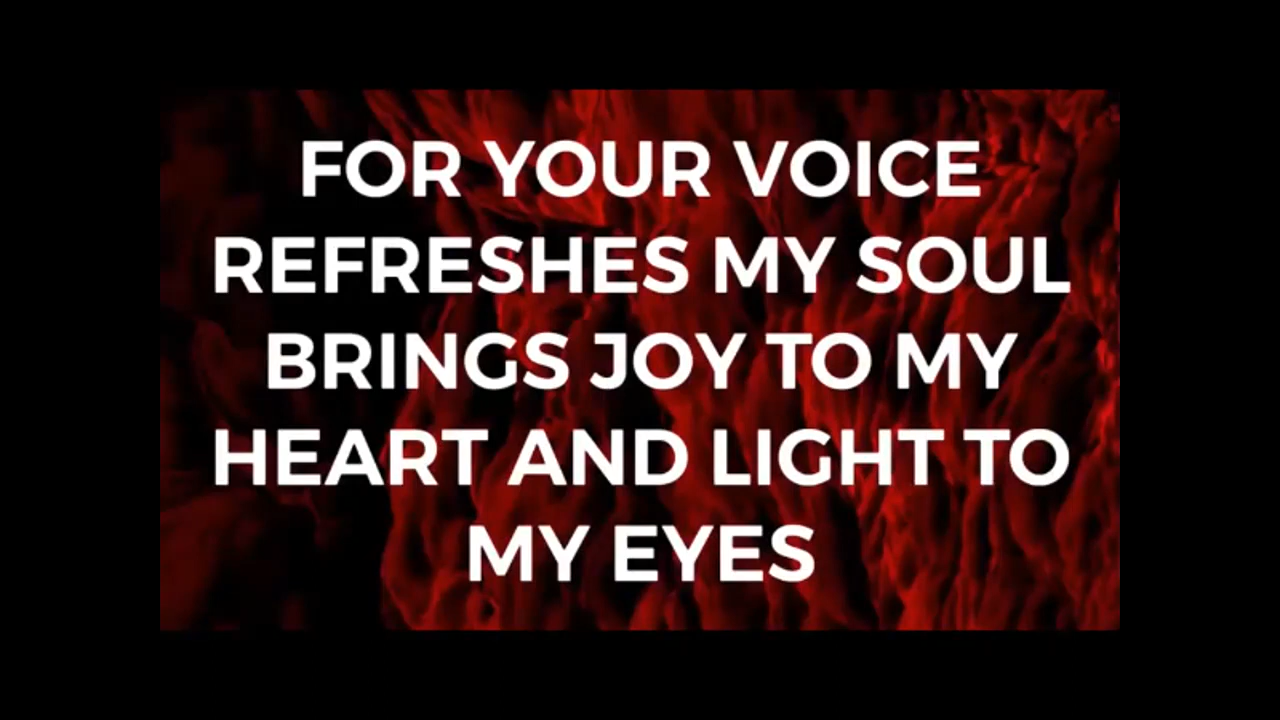 FOR YOUR VOICE
REFRESHES MY SOUL
BRINGS JOY TO MY
HEART AND LIGHT TO
MY EYES